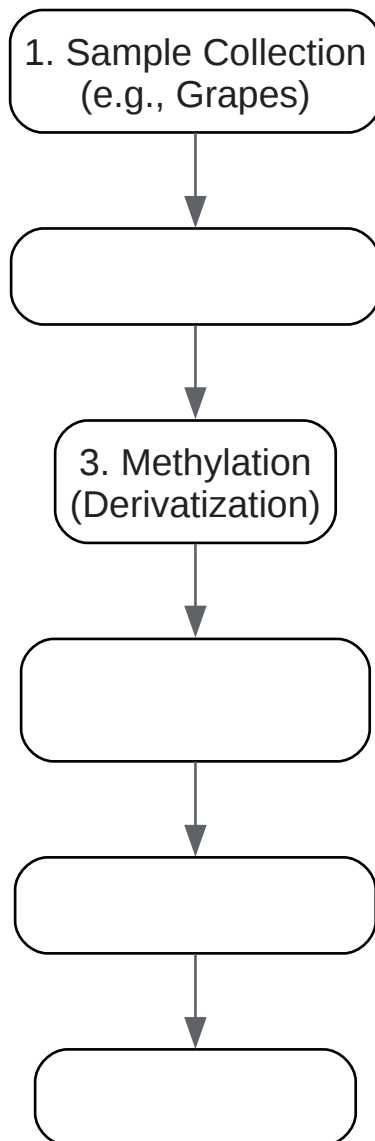 1. Sample Collection
(e.g., Grapes)
3. Methylation
(Derivatization)